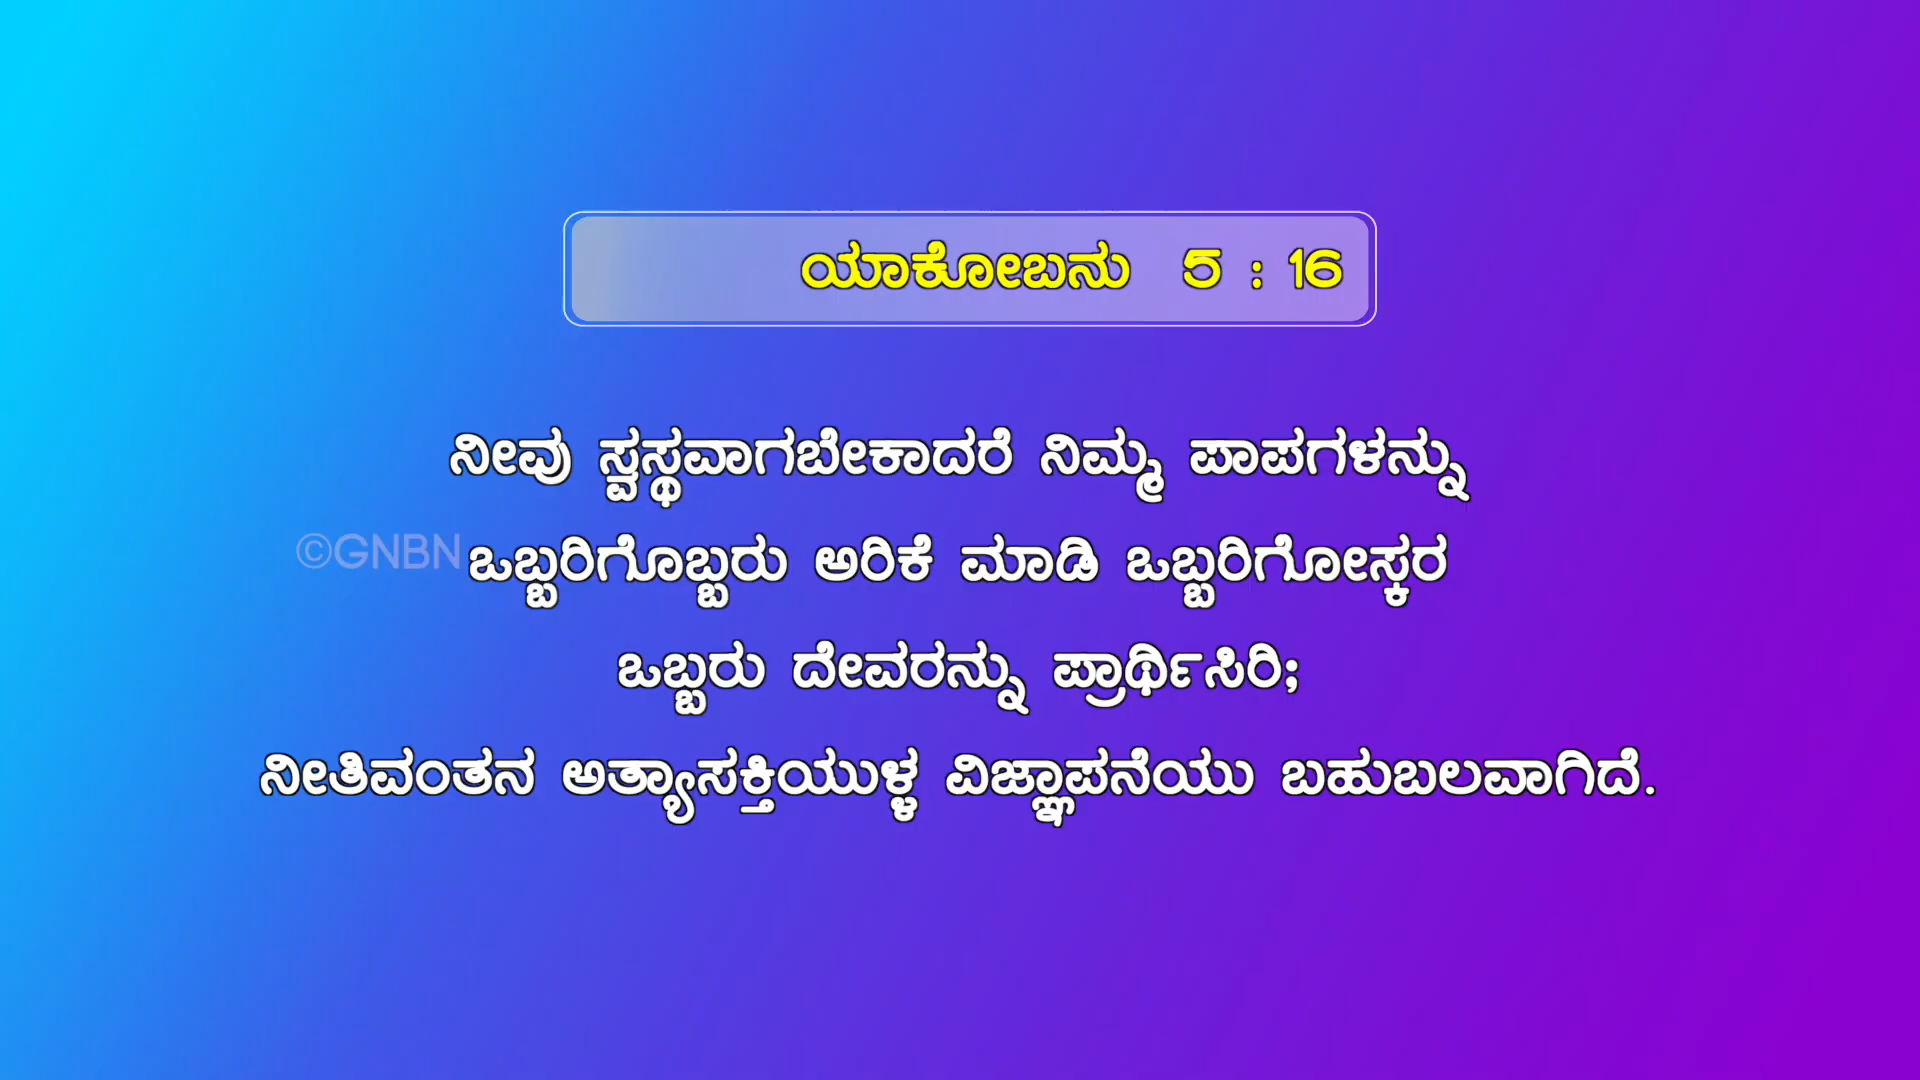 ಯಾಕೋಬನು 5 : 16
ನೀವು ಸ್ವಸ್ಥವಾಗಬೇಕಾದರೆ ನಿಮ್ಮ ಪಾಪಗಳನ್ನು
©GNBN
ಒಬ್ಬರಿಗೊಬ್ಬರು ಅರಿಕೆ ಮಾಡಿ ಒಬ್ಬರಿಗೋಸ್ಕರ
ಒಬ್ಬರು ದೇವರನ್ನು ಪ್ರಾರ್ಥಿಸಿರಿ;
ನೀತಿವಂತನ ಅತ್ಯಾಸಕ್ತಿಯುಳ್ಳ ವಿಜ್ಞಾಪನೆಯು ಬಹುಬಲವಾಗಿದೆ.